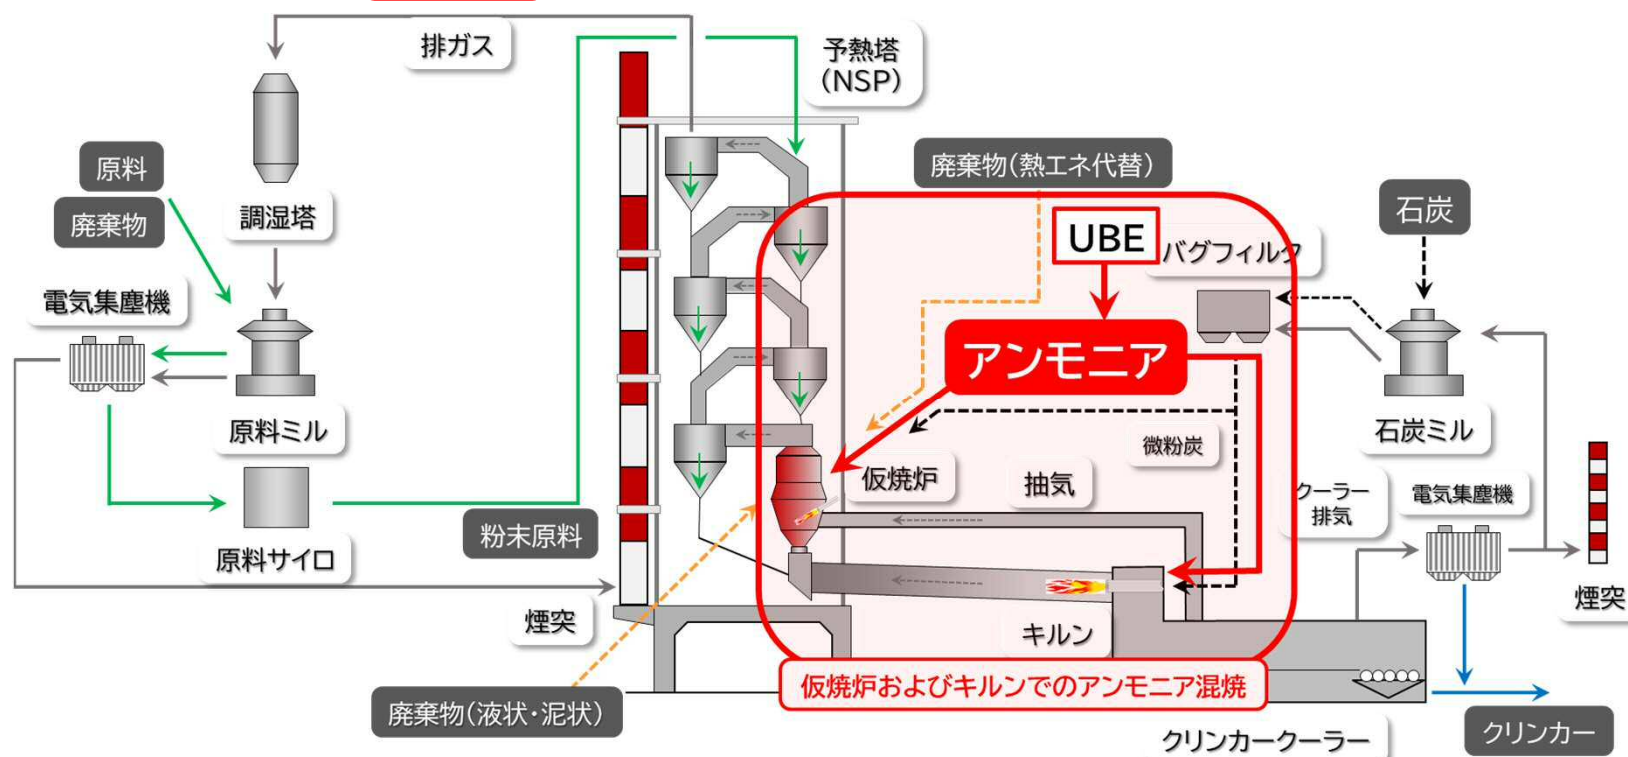 排ガス
予熱塔
(NSP)
原料
廃棄物
調湿塔
電気集塵機
原料ミル
原料サイロ
粉末原料
煙突
廃棄物(液状・泥状)
廃棄物(熱エネ代替)
UBE
バグフィルタ
石炭
アンモニア
石炭ミル
微粉炭
仮焼炉
抽気
クーラー
排気
電気集塵機
煙突
キルン
仮焼炉およびキルンでのアンモニア混焼
クリンカークーラー
クリンカー